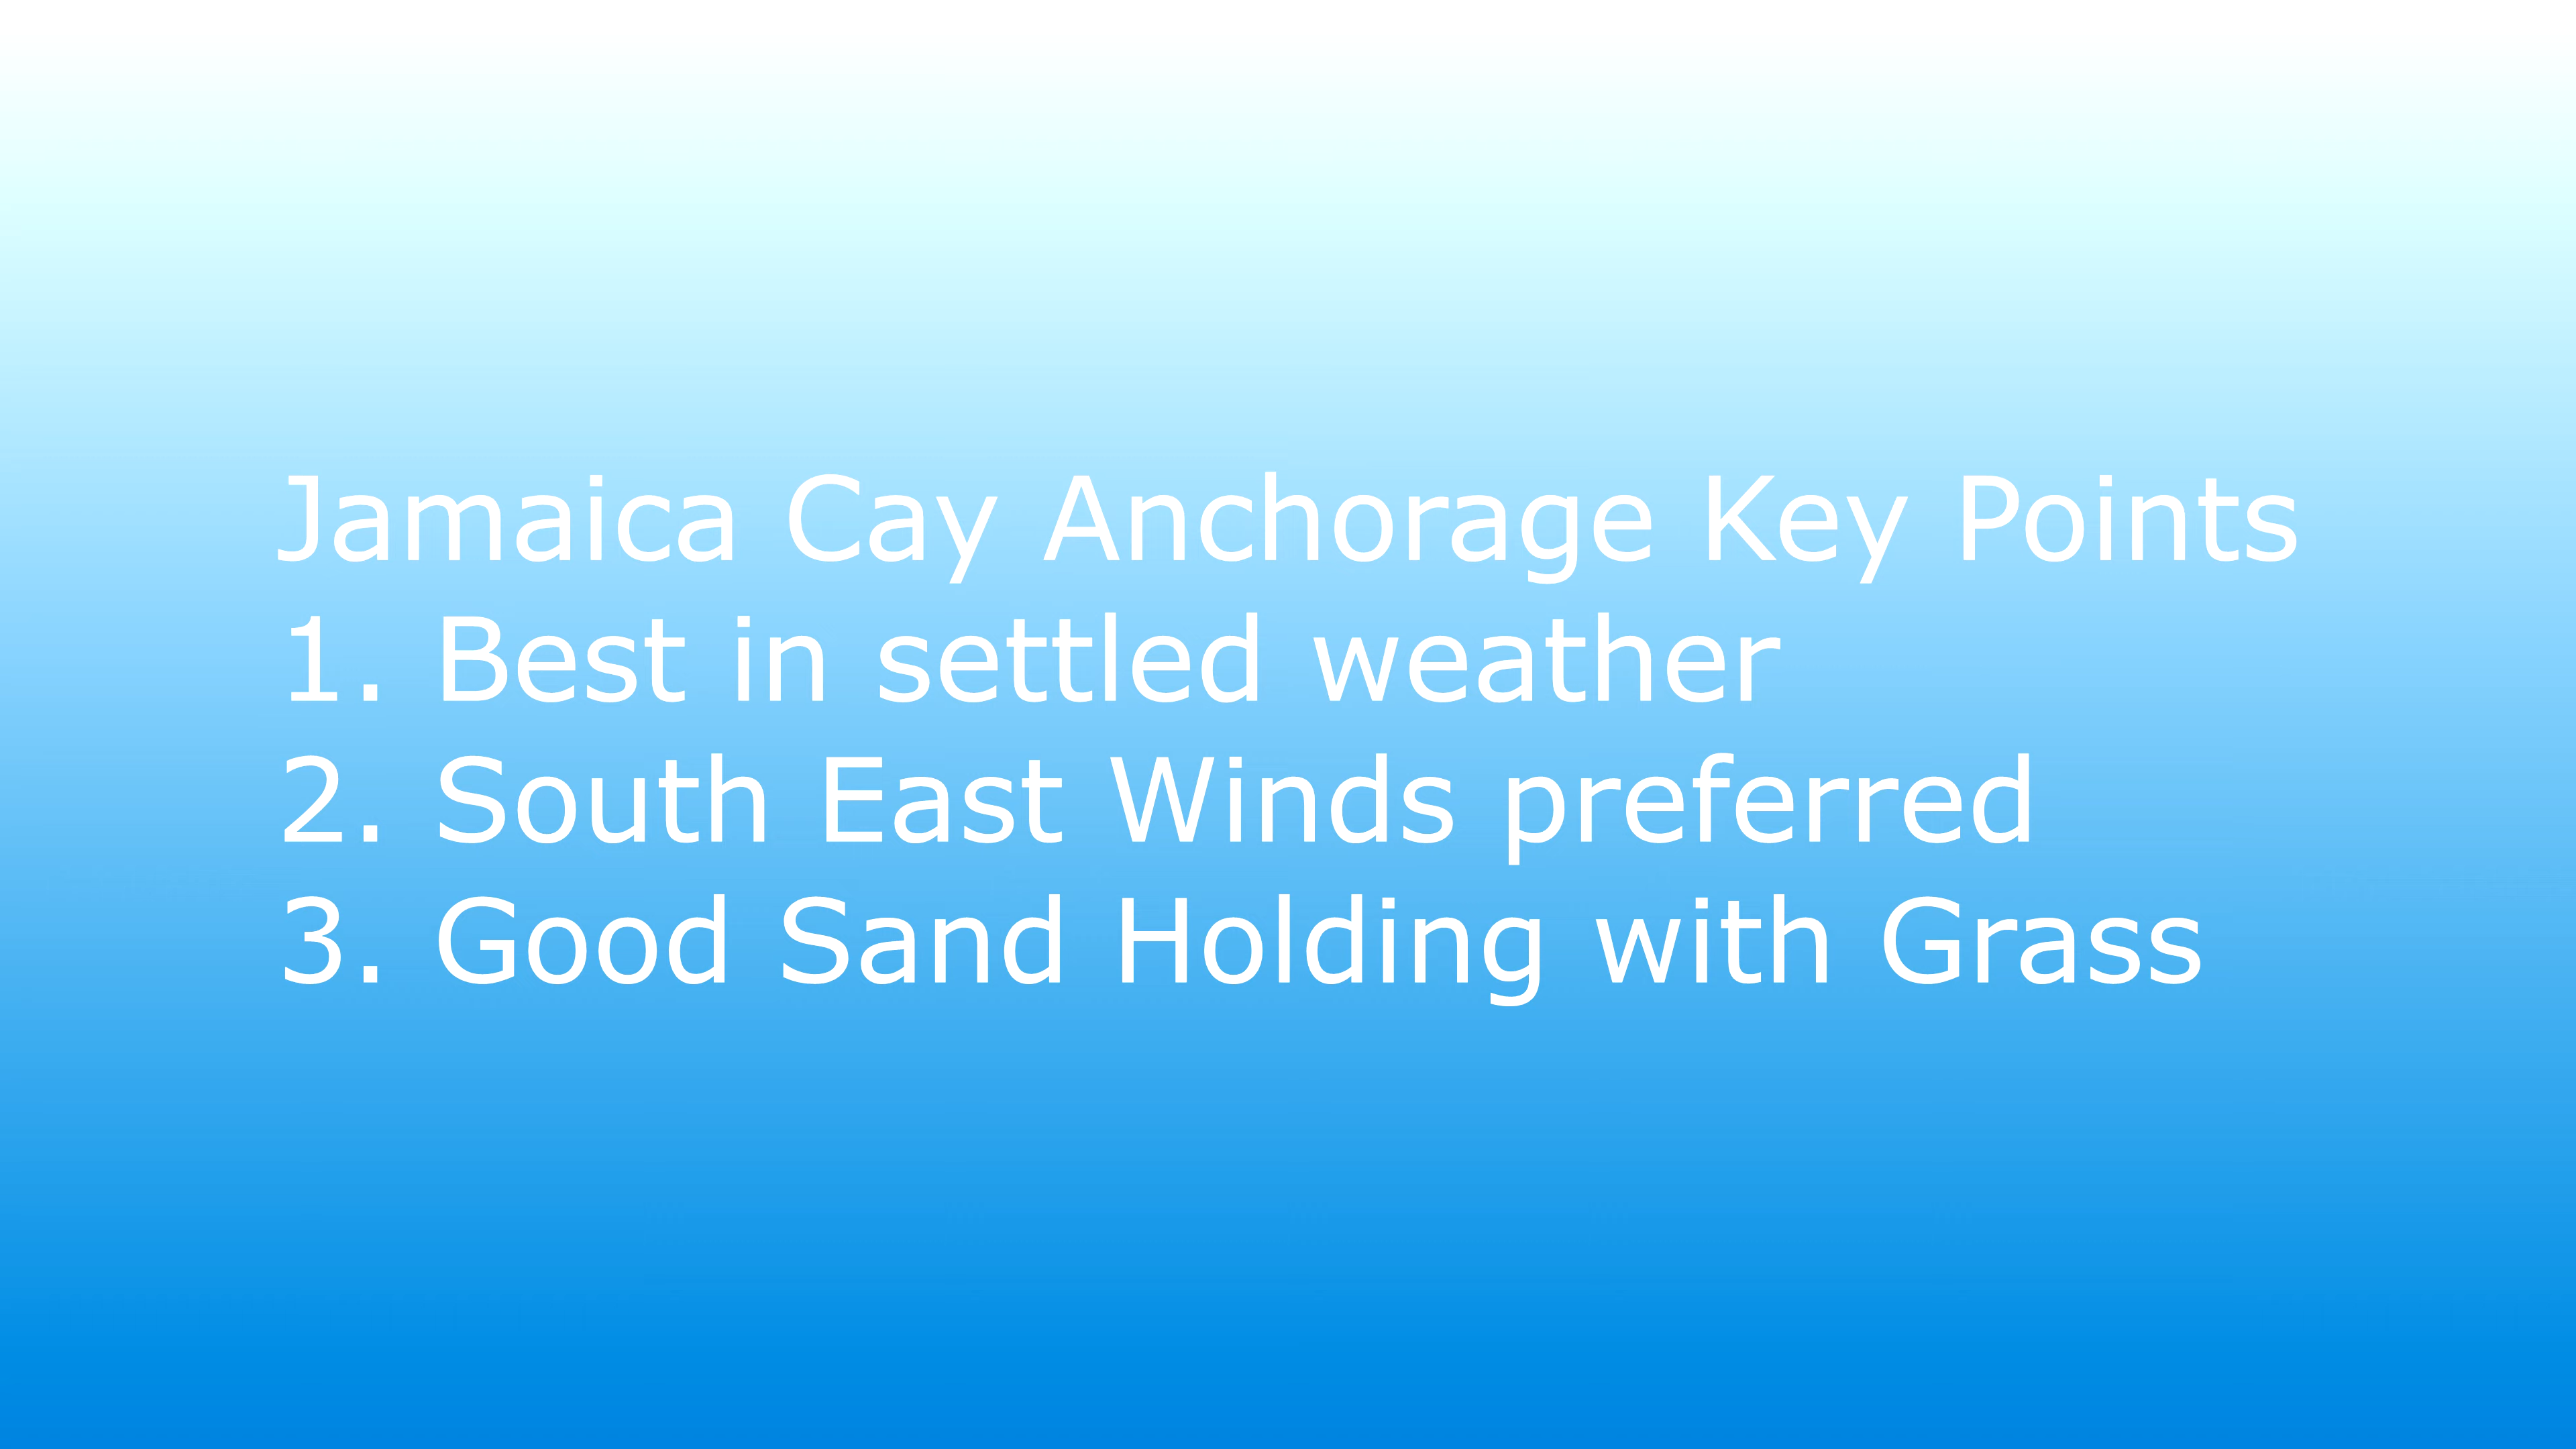 Jamaica Cay Anchorage Key Points
1. Best in settled weather
2. South East Winds preferred
3. Good Sand Holding with Grass